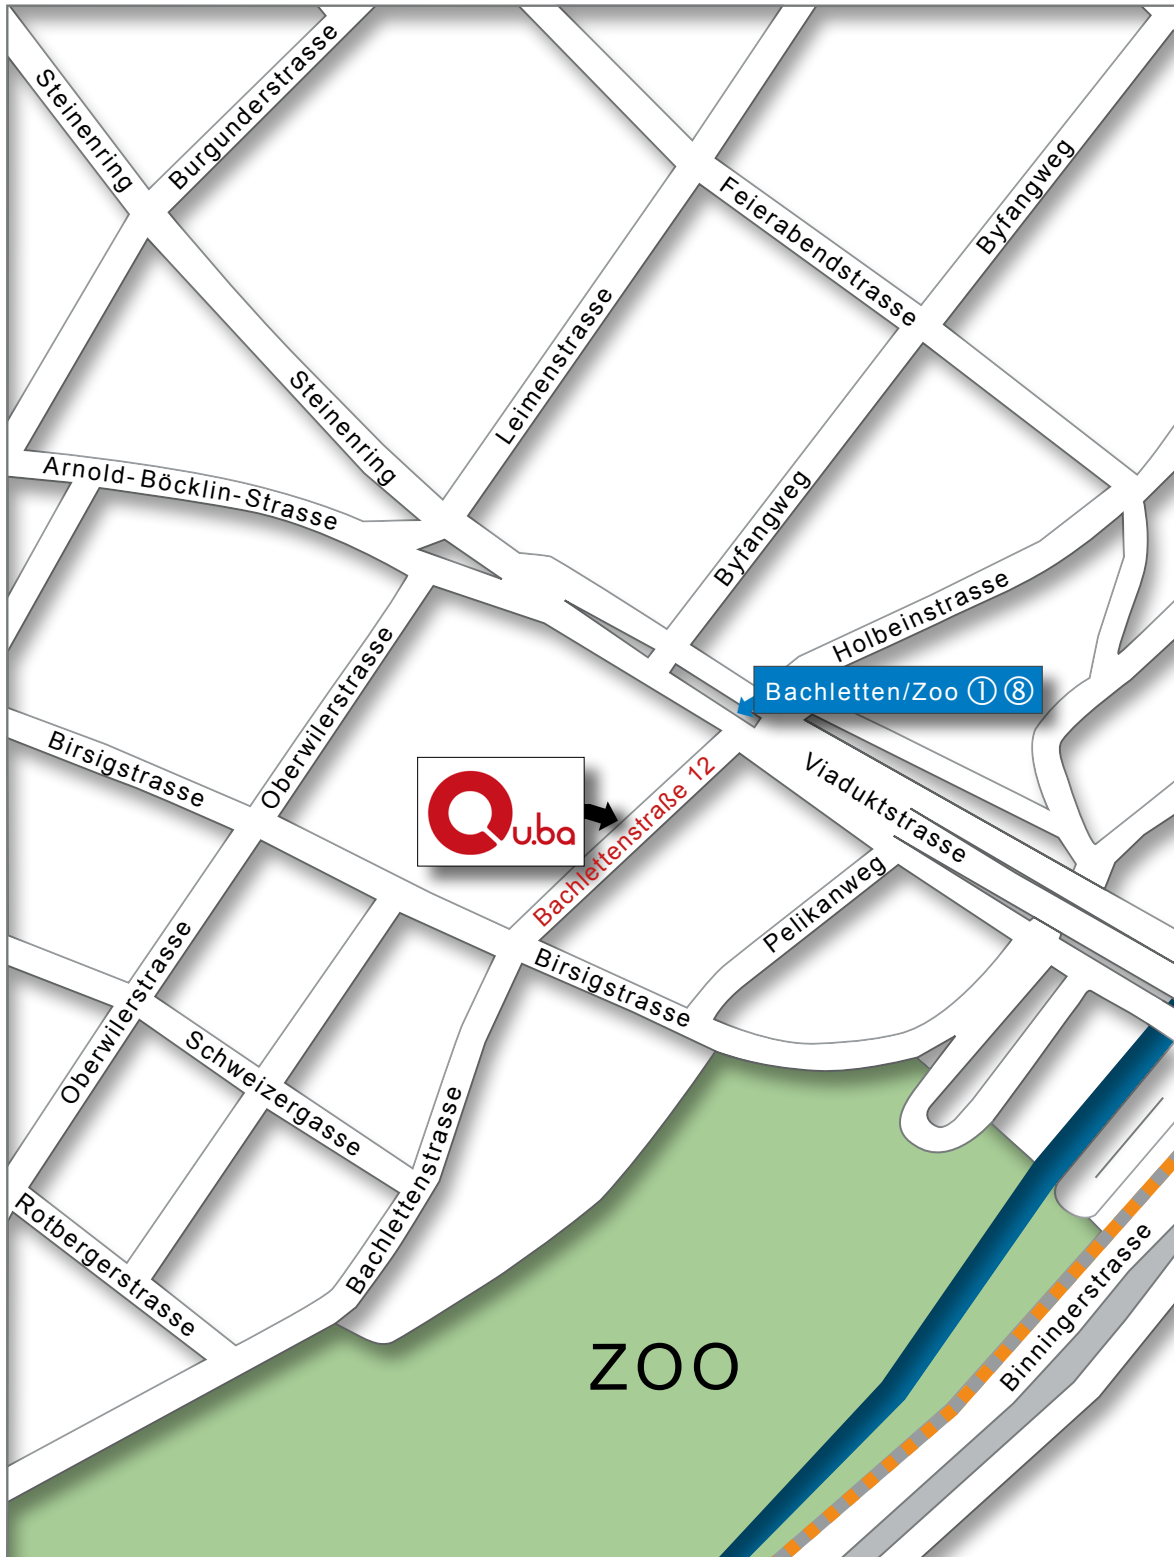 Steinenring
Burgunderstrasse
Feierabendstrasse
Byfangweg
Leimenstrasse
Steinenring
Arnold-Böcklin-Strasse
Byfangweg
Holbeinstrasse
Bachletten/Zoo ① ⑧
Oberwilerstrasse
Birsigstrasse
Qu.ba
Bachlettenstraße 12
Viaduktstrasse
Pelikanweg
Birsigstrasse
Oberwilerstrasse
Schweizergasse
Bachlettenstrasse
Rotbergerstrasse
Binningerstrasse
ZOO